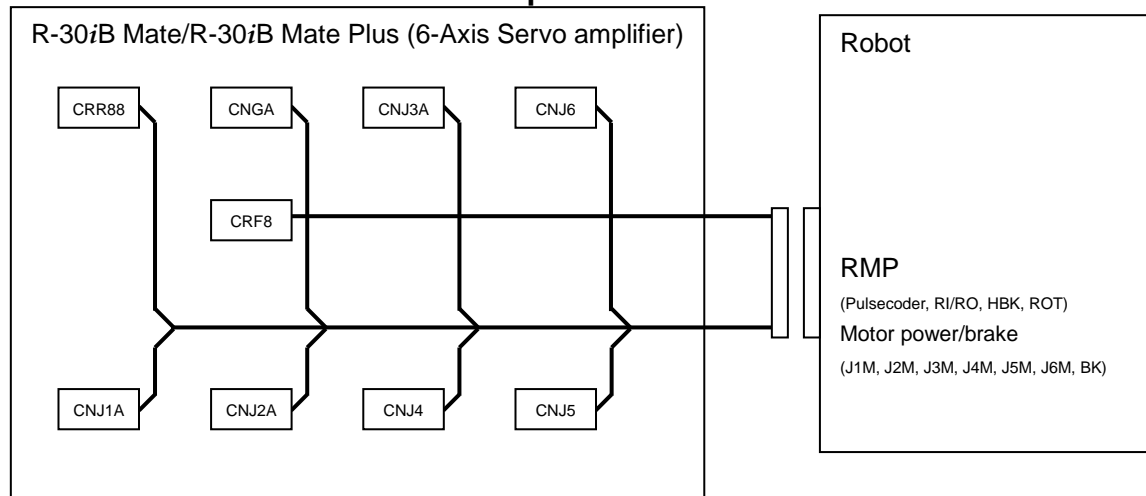 R-30iB Mate/R-30iB Mate Plus (6-Axis Servo amplifier)
Robot
CRR88
CNGA
CNJ3A
CNJ6
CRF8
RMP
(Pulsecoder, RI/RO, HBK, ROT)
Motor power/brake
(J1M, J2M, J3M, J4M, J5M, J6M, BK)
CNJ1A
CNJ2A
CNJ4
CNJ5